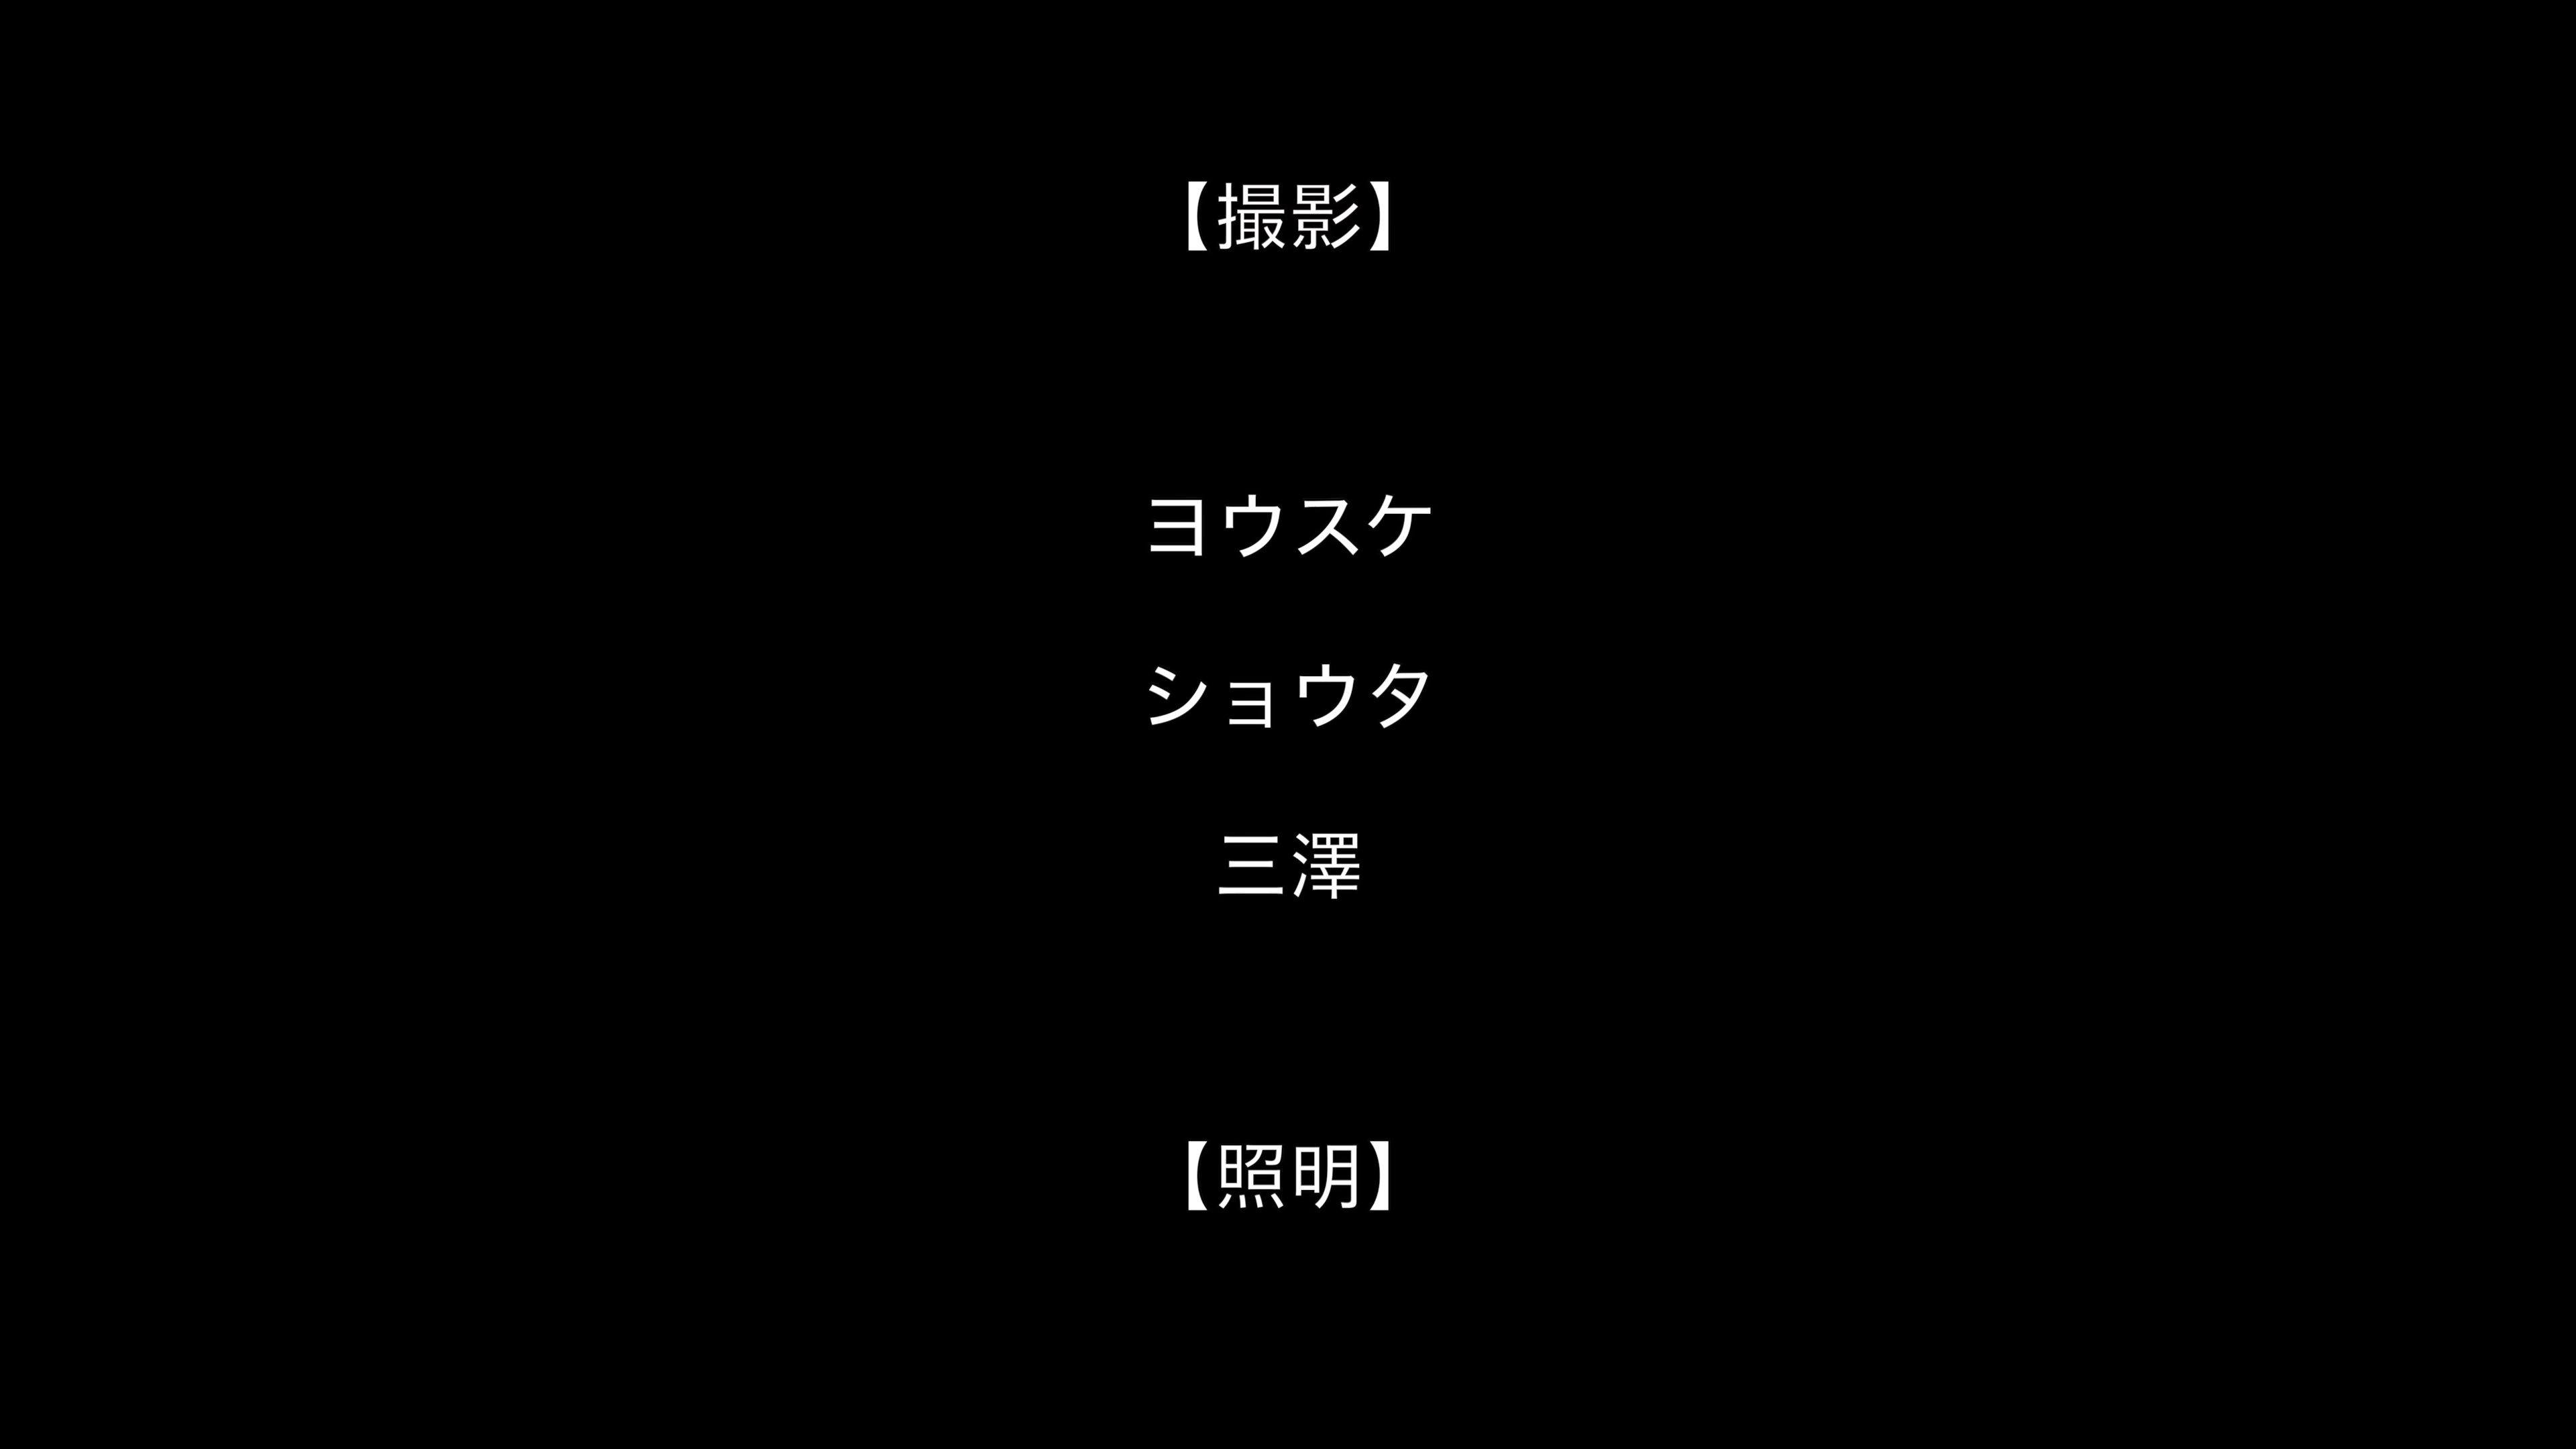 【撮影】
ヨウスケ
ショウタ
三澤
【照明】